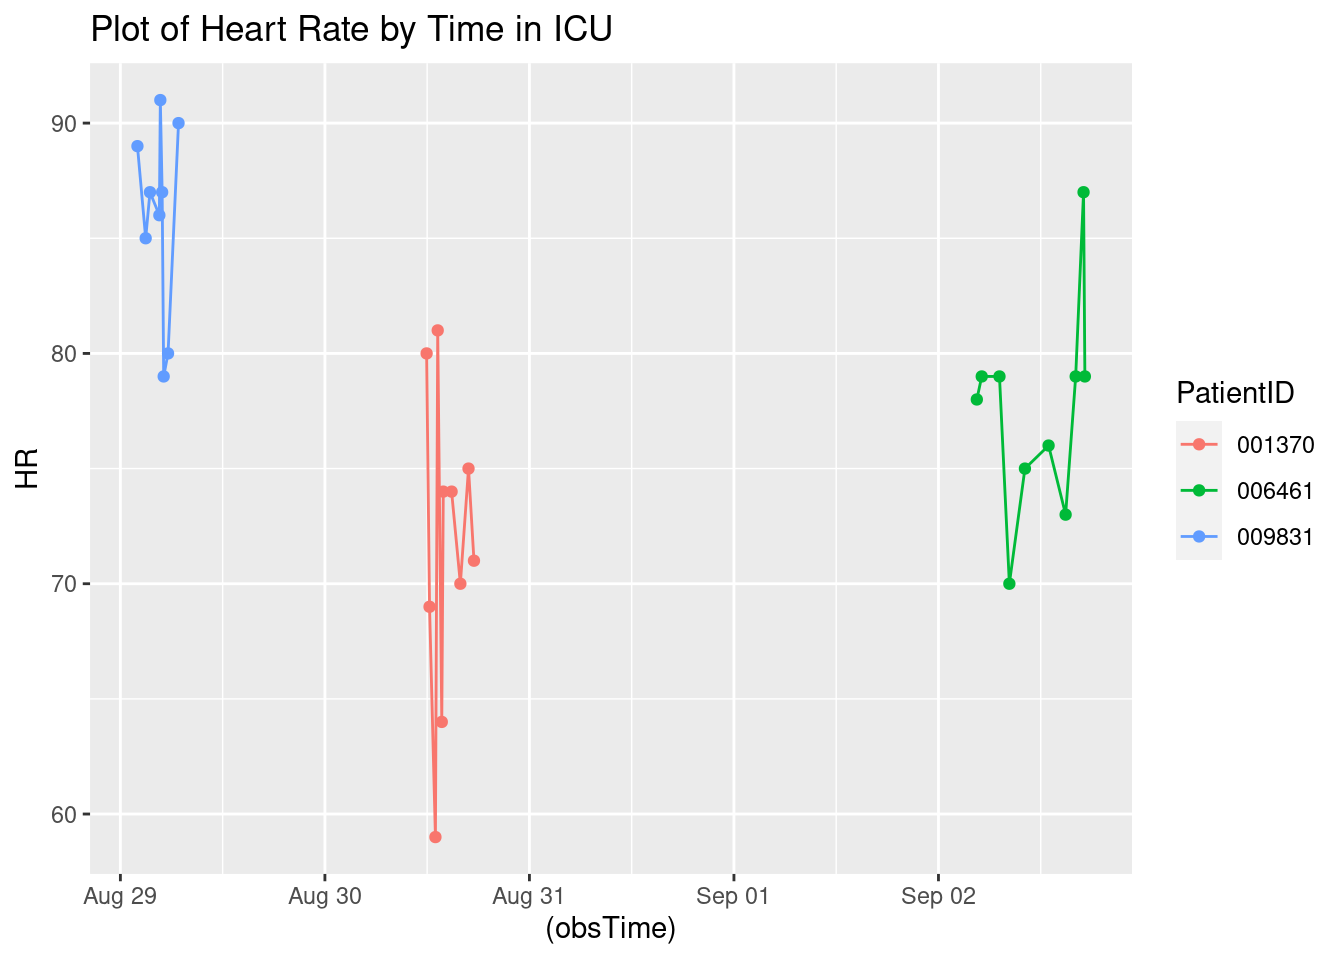 Plot of Heart Rate by Time in ICU
90
80
70
60
HR
Aug 29
Aug 30
Aug 31
Sep 01
Sep 02
(obsTime)
PatientID
001370
006461
009831